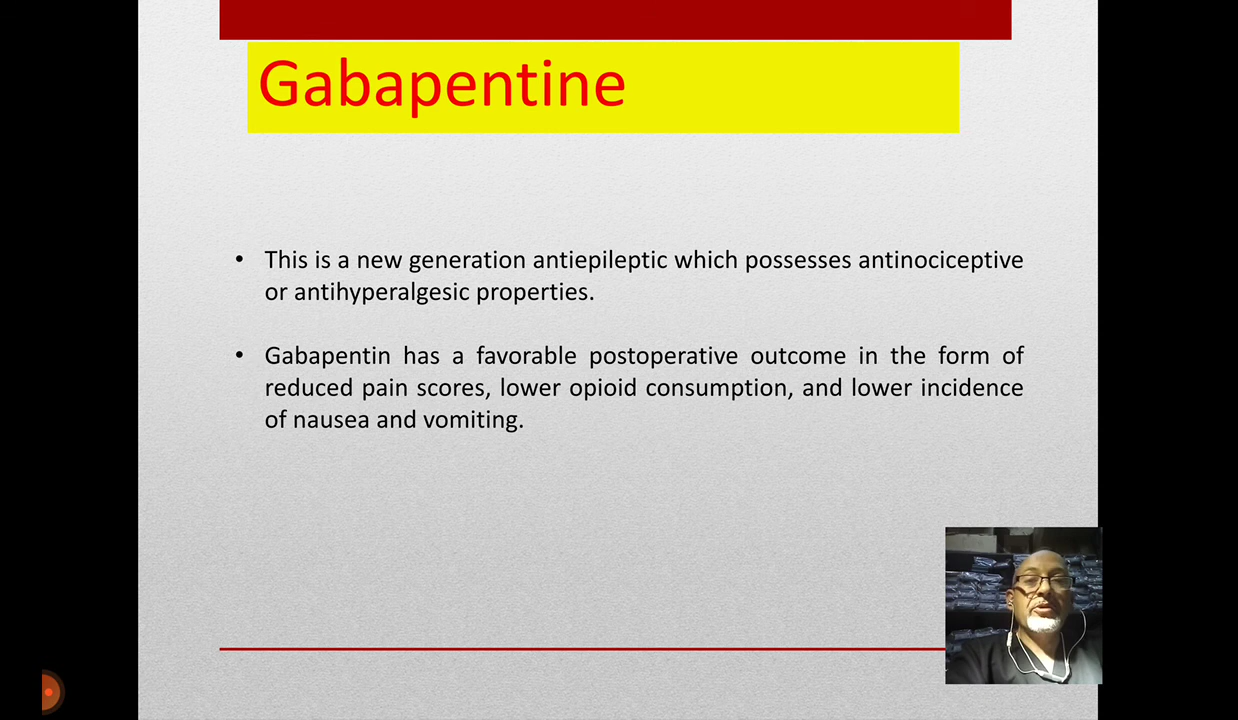 Gabapentine
• This is a new generation antiepileptic which possesses antinociceptive
or antihyperalgesic properties.
• Gabapentin has a favorable postoperative outcome in the form of
reduced pain scores, lower opioid consumption, and lower incidence
of nausea and vomiting.